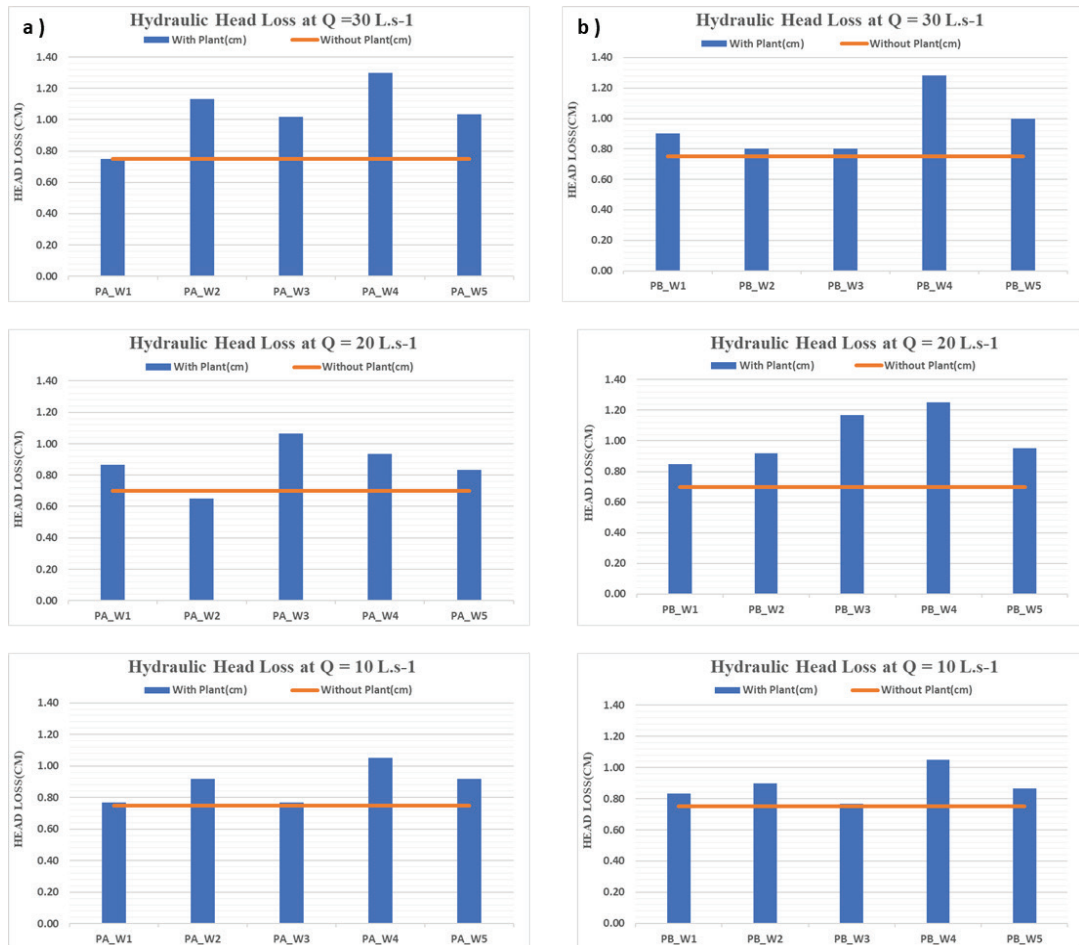 a )
Hydraulic Head Loss at Q =30 L.s-1
With Plant(cm) Without Plant(cm)
HEAD LOSS (CM)
1.40
1.20
1.00
0.80
0.60
0.40
0.20
0.00
PA_W1 PA_W2 PA_W3 PA_W4 PA_W5
b )
Hydraulic Head Loss at Q = 30 L.s-1
With Plant(cm) Without Plant(cm)
HEAD LOSS (CM)
1.40
1.20
1.00
0.80
0.60
0.40
0.20
0.00
PB_W1 PB_W2 PB_W3 PB_W4 PB_W5
Hydraulic Head Loss at Q = 20 L.s-1
With Plant(cm) Without Plant(cm)
HEAD LOSS(CM)
1.40
1.20
1.00
0.80
0.60
0.40
0.20
0.00
PA_W1 PA_W2 PA_W3 PA_W4 PA_W5
Hydraulic Head Loss at Q = 20 L.s-1
With Plant(cm) Without Plant(cm)
HEAD LOSS(CM)
1.40
1.20
1.00
0.80
0.60
0.40
0.20
0.00
PB_W1 PB_W2 PB_W3 PB_W4 PB_W5
Hydraulic Head Loss at Q = 10 L.s-1
With Plant(cm) Without Plant(cm)
HEAD LOSS(CM)
1.40
1.20
1.00
0.80
0.60
0.40
0.20
0.00
PA_W1 PA_W2 PA_W3 PA_W4 PA_W5
Hydraulic Head Loss at Q = 10 L.s-1
With Plant(cm) Without Plant(cm)
HEAD LOSS(CM)
1.40
1.20
1.00
0.80
0.60
0.40
0.20
0.00
PB_W1 PB_W2 PB_W3 PB_W4 PB_W5